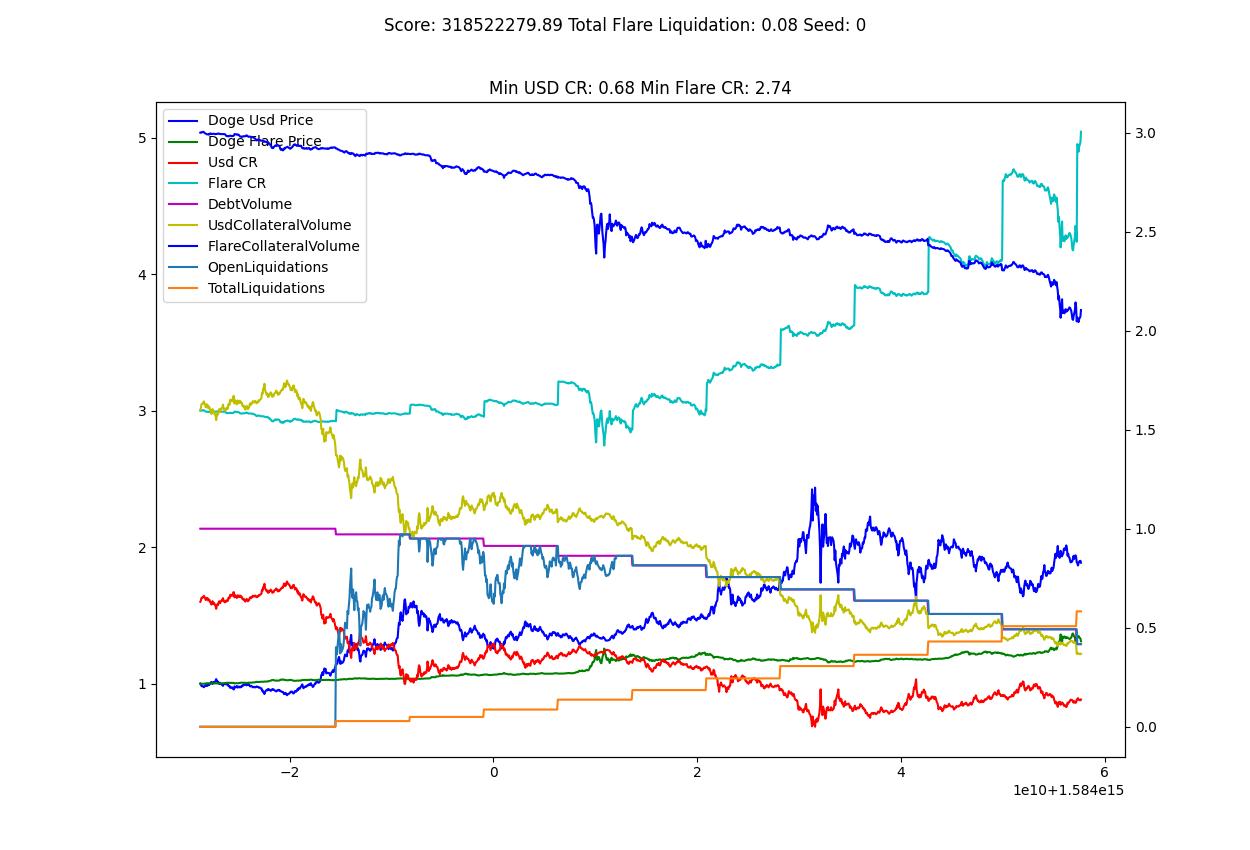 Score: 318522279.89 Total Flare Liquidation: 0.08 Seed: 0
Min USD CR: 0.68 Min Flare CR: 2.74
Doge Usd Price
Doge Flare Price
Usd CR
Flare CR
DebtVolume
UsdCollateralVolume
FlareCollateralVolume
OpenLiquidations
TotalLiquidations
5
4
3
2
1
3.0
2.5
2.0
1.5
1.0
0.5
0.0
−2 0 2 4 6
1e10+1.584e15